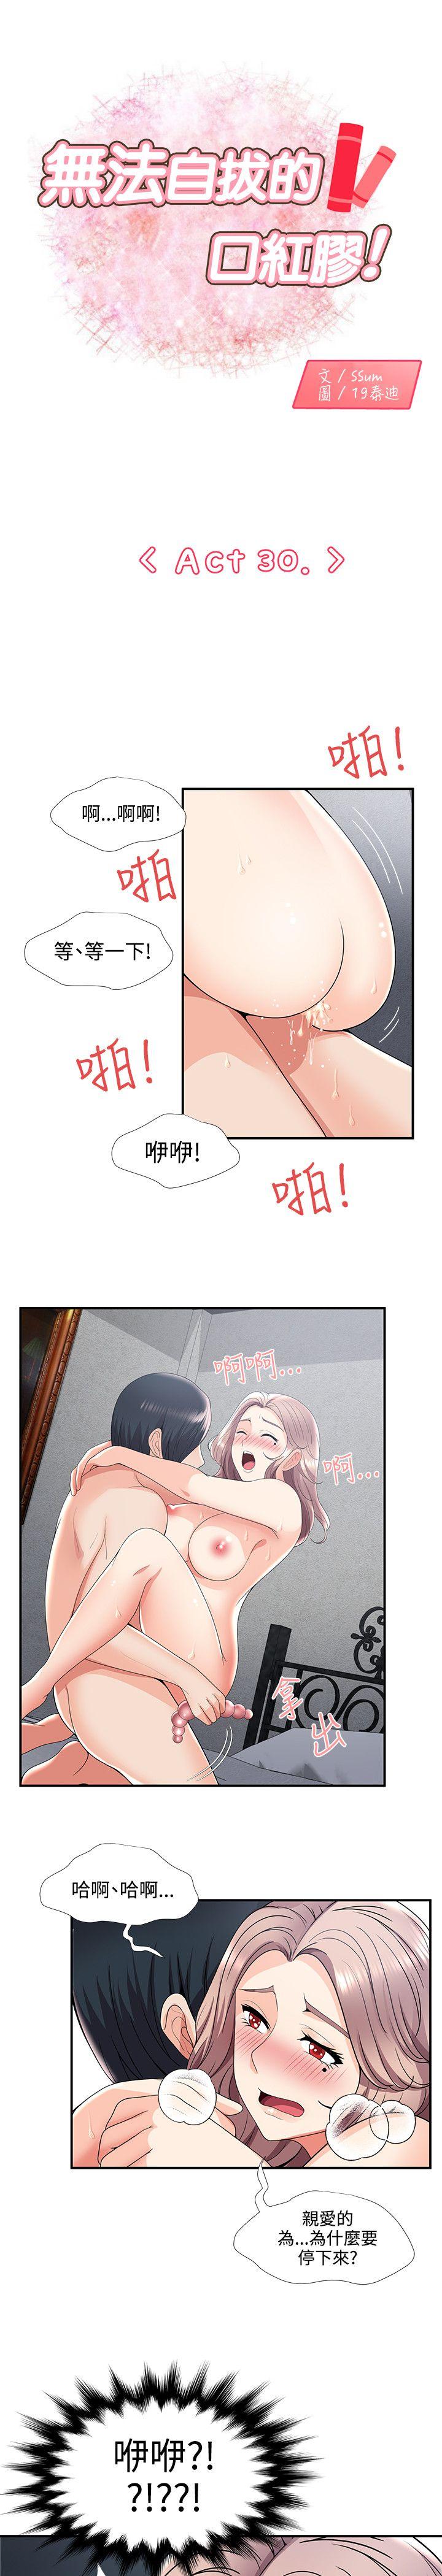 無法自拔的
口紅膠!
文/SSum
圖/19泰迪
< Act 30. >
啪!
啊...啊啊!
啪
等、等一下!
啪!
咿咿!
啪!
啊啊...
啊...
拿出
哈啊、哈啊...
親愛的
為...為什麼要
停下來?
咿咿?!
?!??!